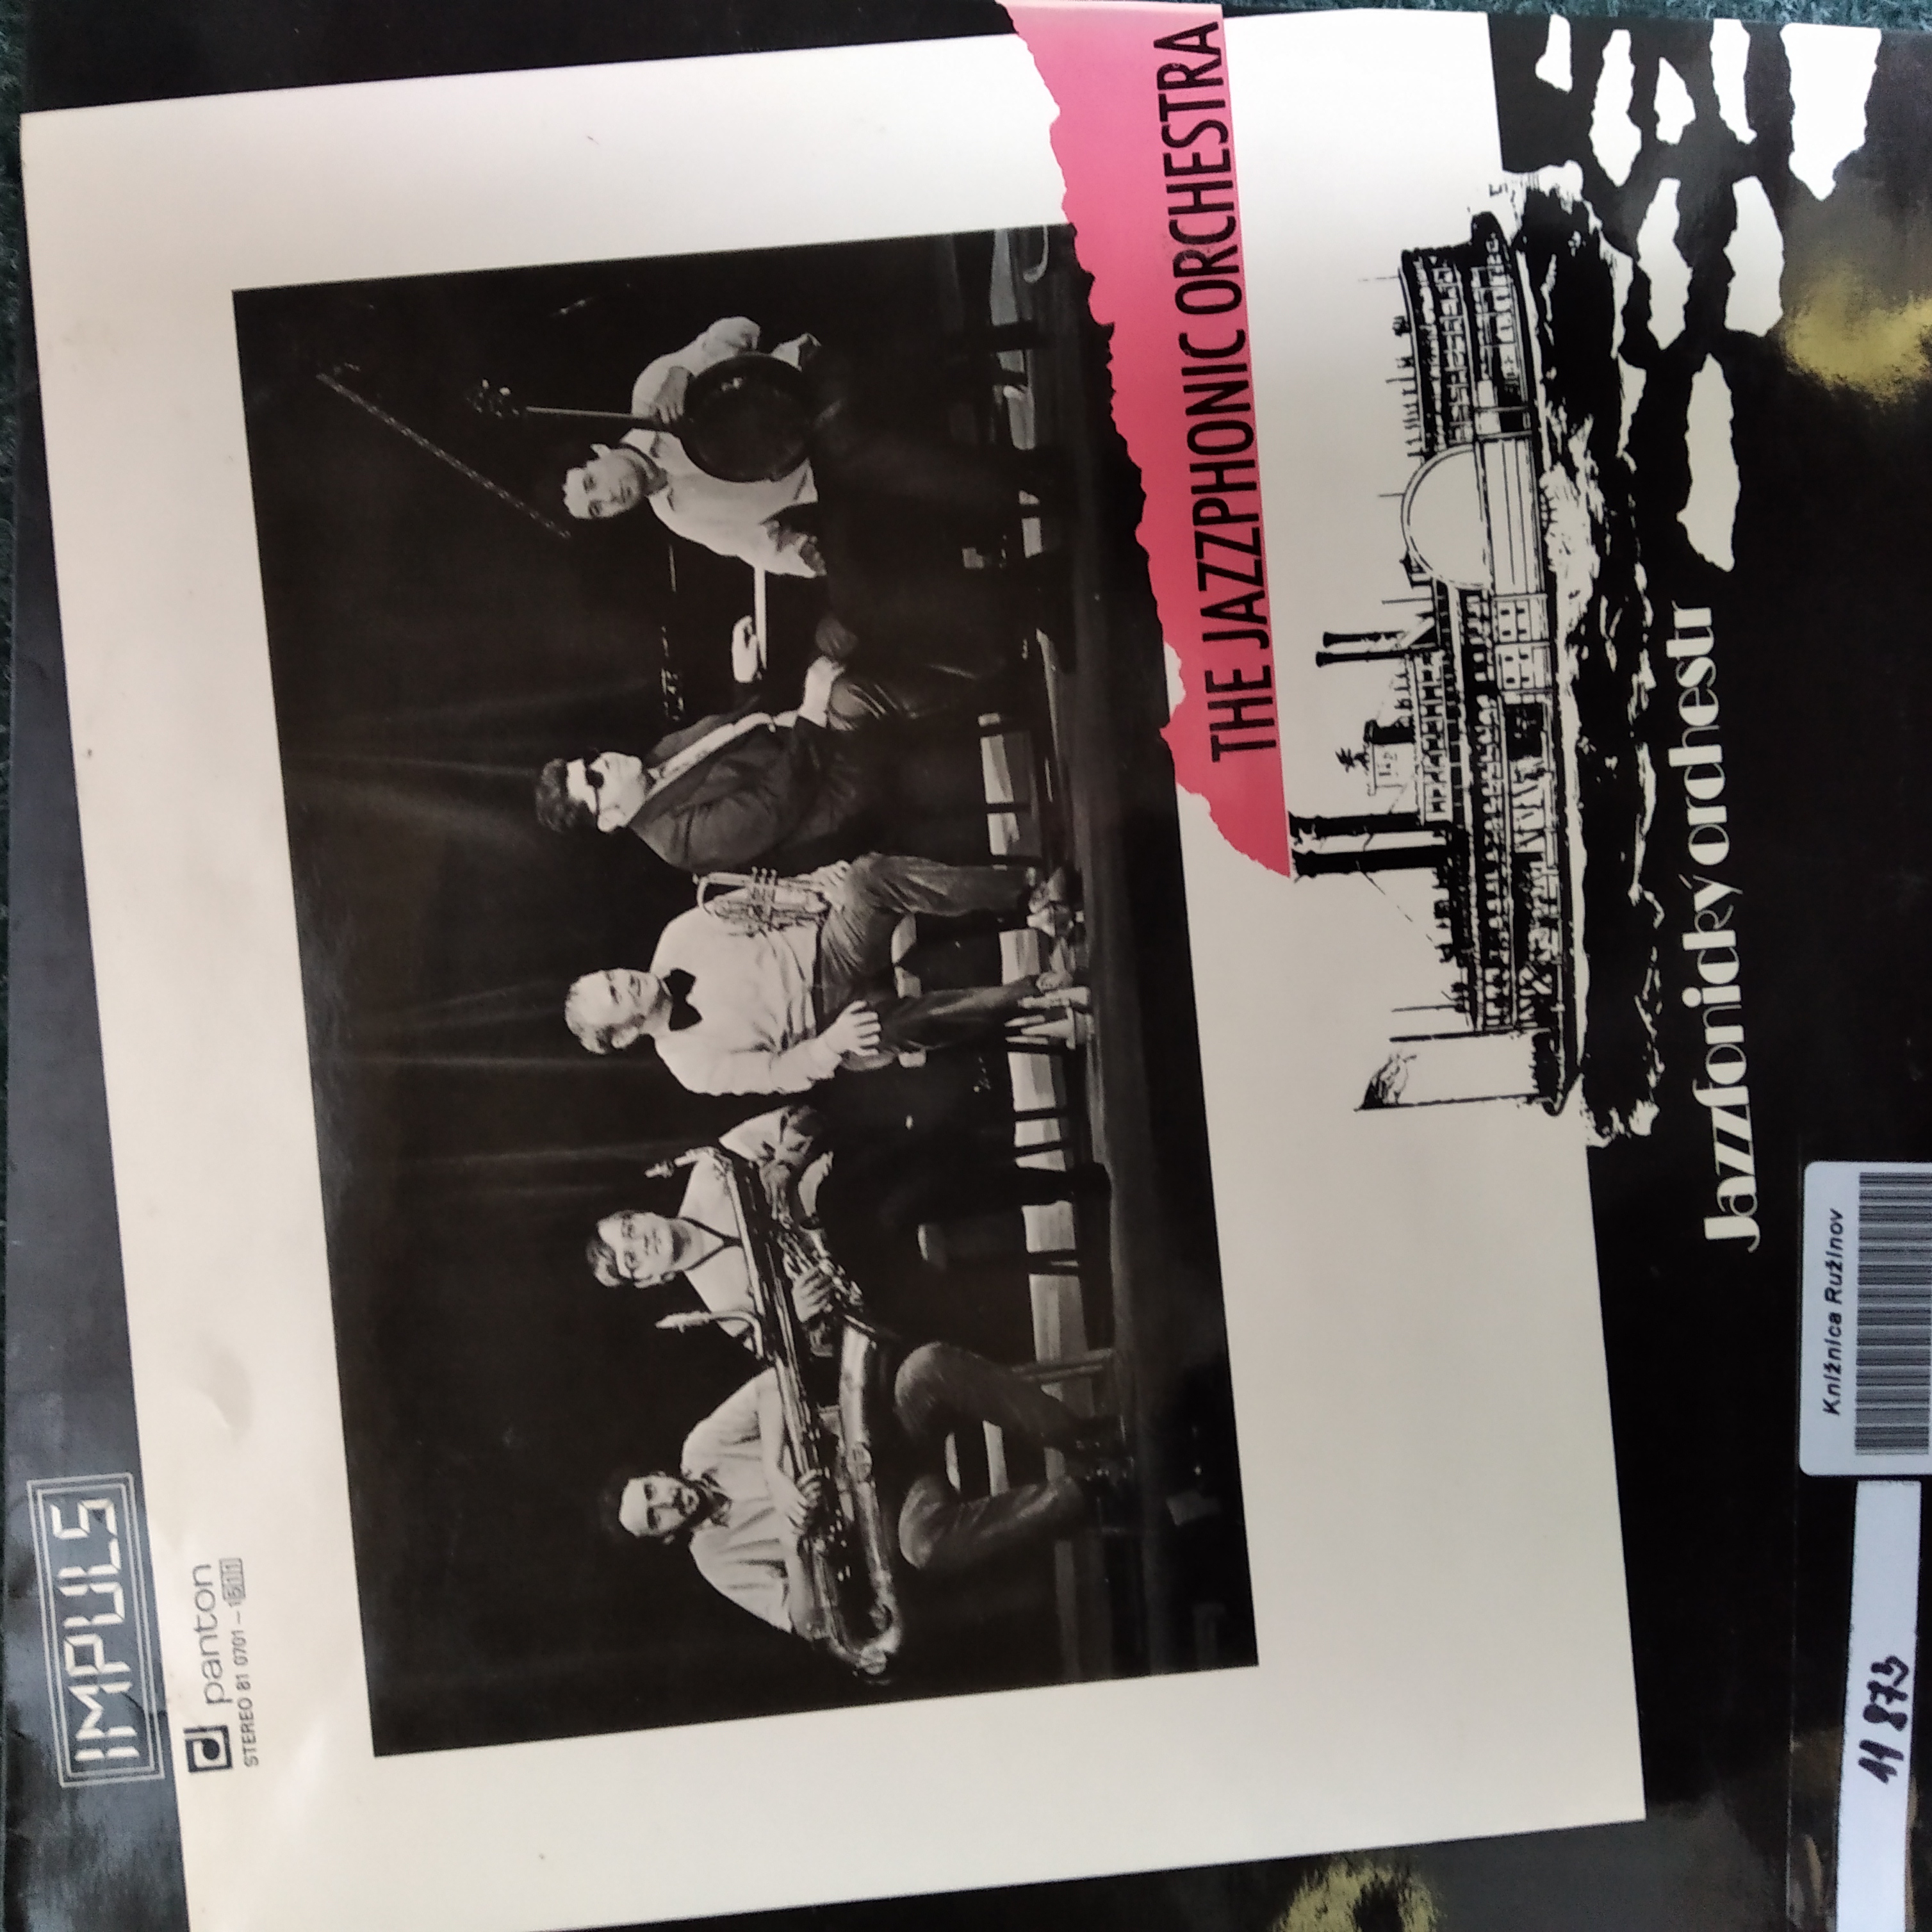 IMPULS
panton
STEREO 81 0701-1511
THE JAZZPHONIC ORCHESTRA
Jazzfonický orchestr
Knižnica Ružinov
11 873